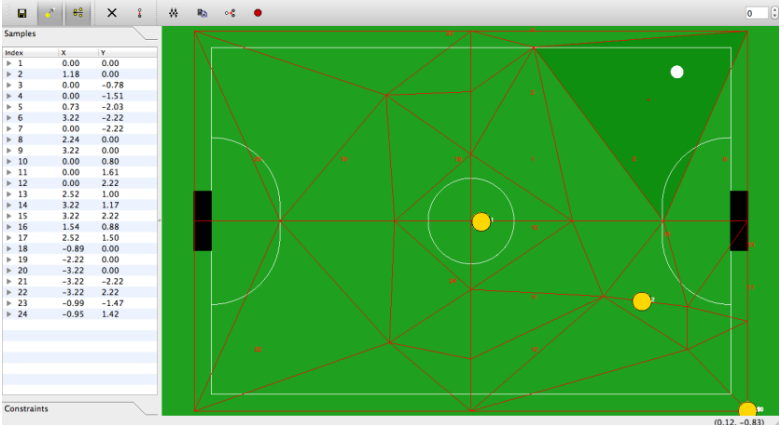 0
Samples
Index X Y
1 0.00 0.00
2 1.18 0.00
3 0.00 -0.78
4 0.00 -1.51
5 0.73 -2.03
6 3.22 -2.22
7 0.00 -2.22
8 2.24 0.00
9 3.22 0.00
10 0.00 0.80
11 0.00 1.61
12 0.00 2.22
13 2.52 1.00
14 3.22 1.17
15 3.22 2.22
16 1.54 0.88
17 2.52 1.50
18 -0.89 0.00
19 -2.22 0.00
20 -3.22 0.00
21 -3.22 -2.22
22 -3.22 2.22
23 -0.99 -1.47
24 -0.95 1.42
Constraints
(0.12, -0.83)